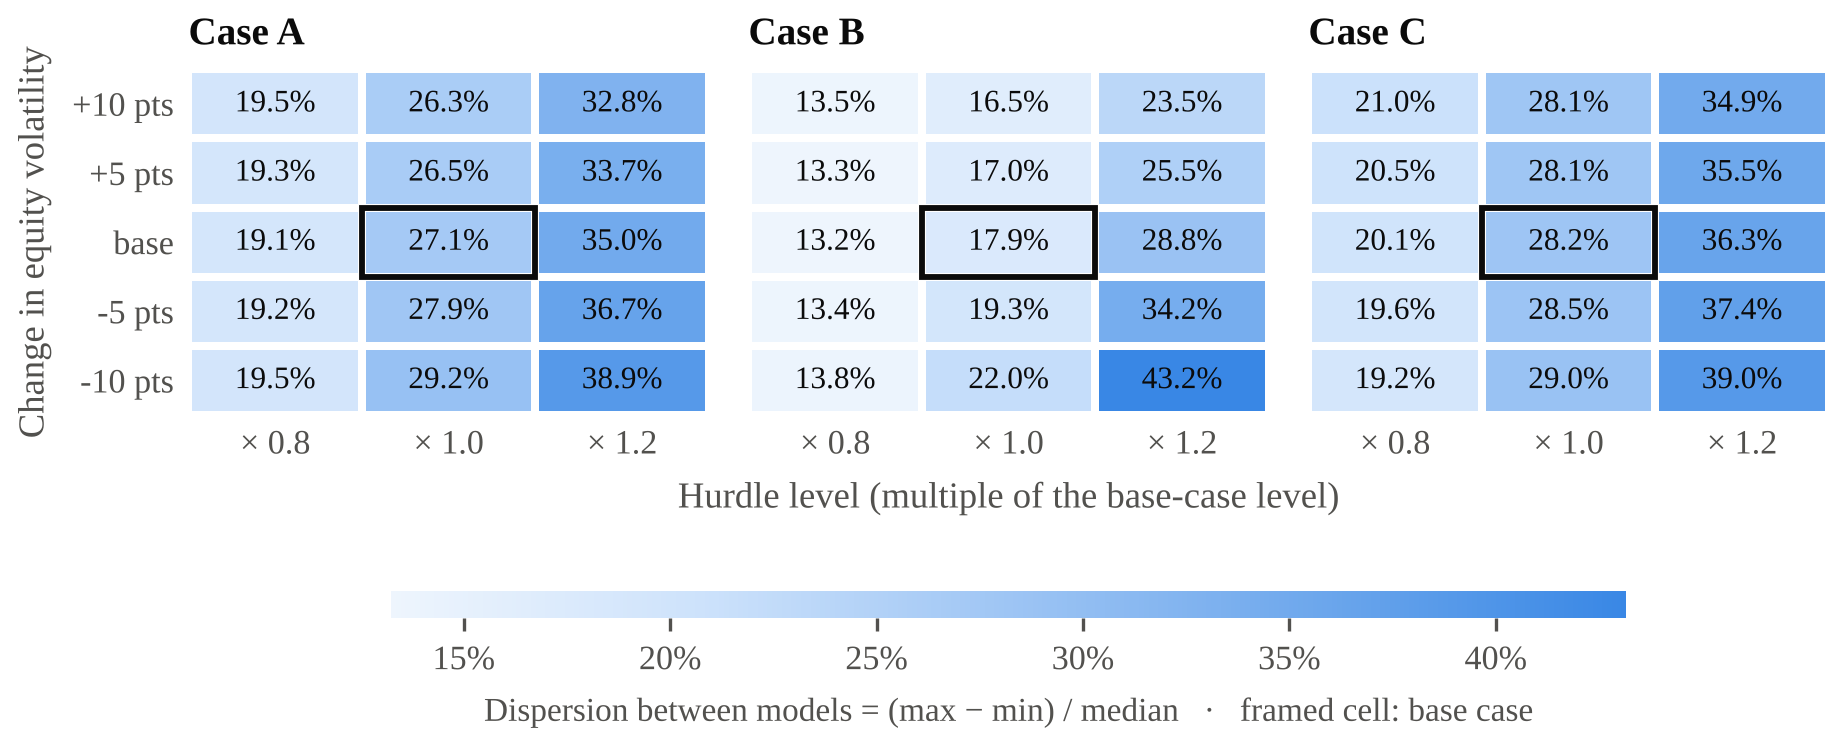 Case A Case B Case C
Change in equity volatility
+10 pts 19.5% 26.3% 32.8% 13.5% 16.5% 23.5% 21.0% 28.1% 34.9%
+5 pts 19.3% 26.5% 33.7% 13.3% 17.0% 25.5% 20.5% 28.1% 35.5%
base 19.1% 27.1% 35.0% 13.2% 17.9% 28.8% 20.1% 28.2% 36.3%
-5 pts 19.2% 27.9% 36.7% 13.4% 19.3% 34.2% 19.6% 28.5% 37.4%
-10 pts 19.5% 29.2% 38.9% 13.8% 22.0% 43.2% 19.2% 29.0% 39.0%
× 0.8 × 1.0 × 1.2 × 0.8 × 1.0 × 1.2 × 0.8 × 1.0 × 1.2
Hurdle level (multiple of the base-case level)
15% 20% 25% 30% 35% 40%
Dispersion between models = (max − min) / median · framed cell: base case